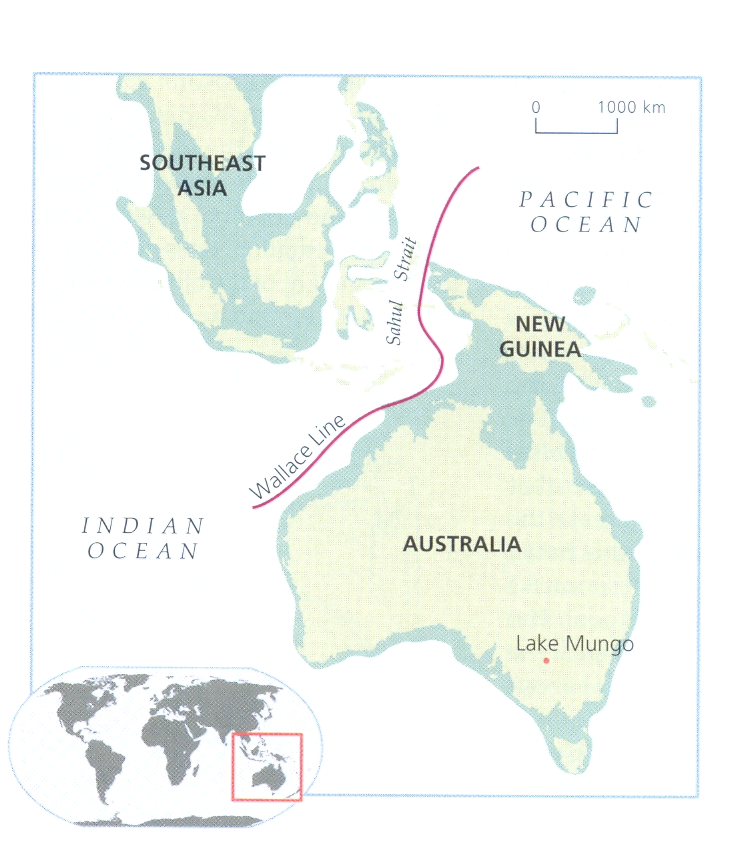 0 1000 km
SOUTHEAST
ASIA
PACIFIC
OCEAN
Sahul Strait
NEW
GUINEA
Wallace Line
INDIAN
OCEAN
AUSTRALIA
Lake Mungo